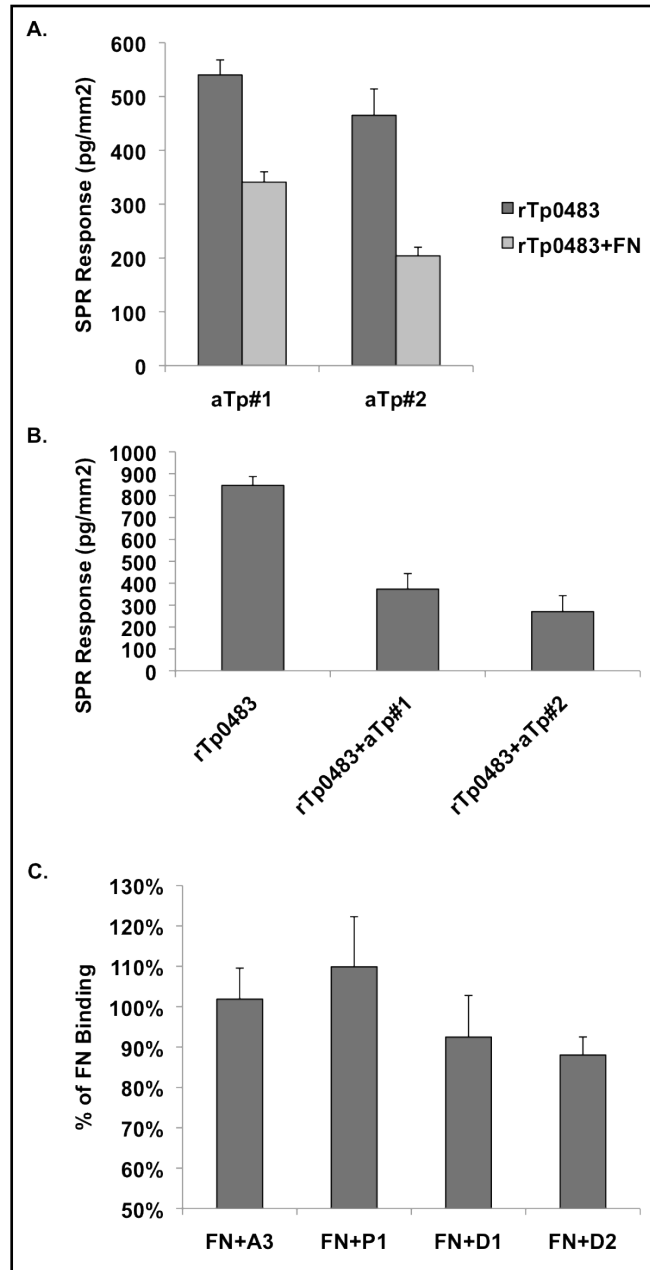 A.
SPR Response (pg/mm2)
600
500
400
300
200
100
0
aTp#1
aTp#2
rTp0483
rTp0483+FN
B.
SPR Response (pg/mm2)
1000
900
800
700
600
500
400
300
200
100
0
rTp0483
rTp0483+aTp#1
rTp0483+aTp#2
C.
% of FN Binding
130%
120%
110%
100%
90%
80%
70%
60%
50%
FN+A3
FN+P1
FN+D1
FN+D2